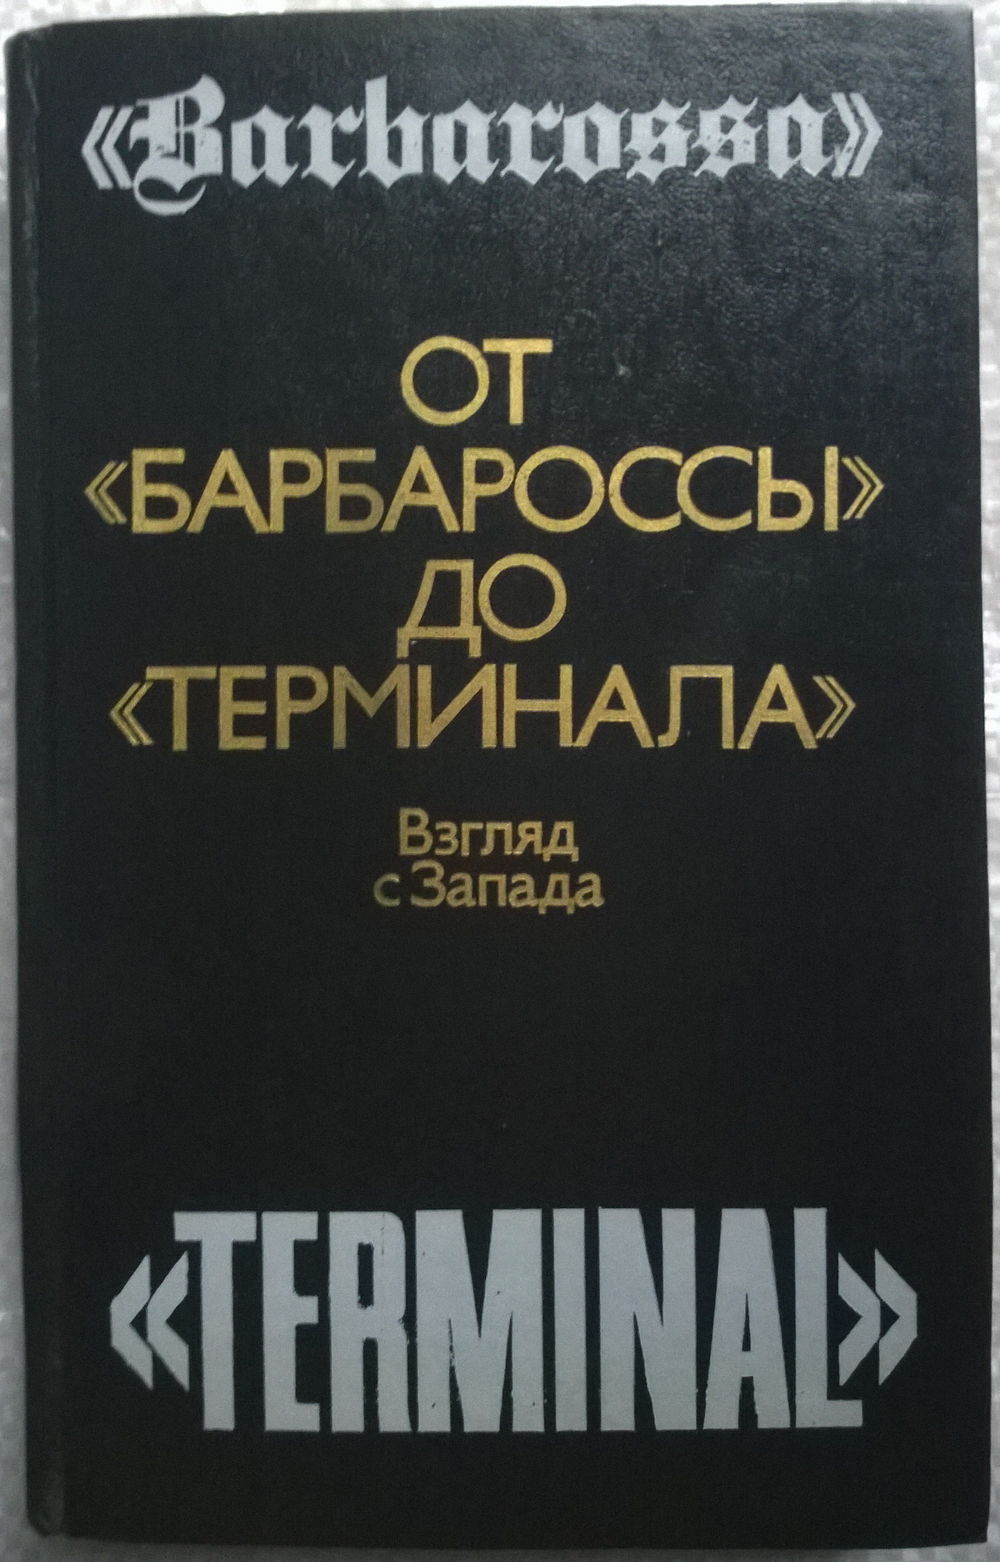 «Barbarossa»
ОТ
«БАРБАРОССЫ»
ДО
«ТЕРМИНАЛА»
Взгляд
с Запада
«TERMINAL»